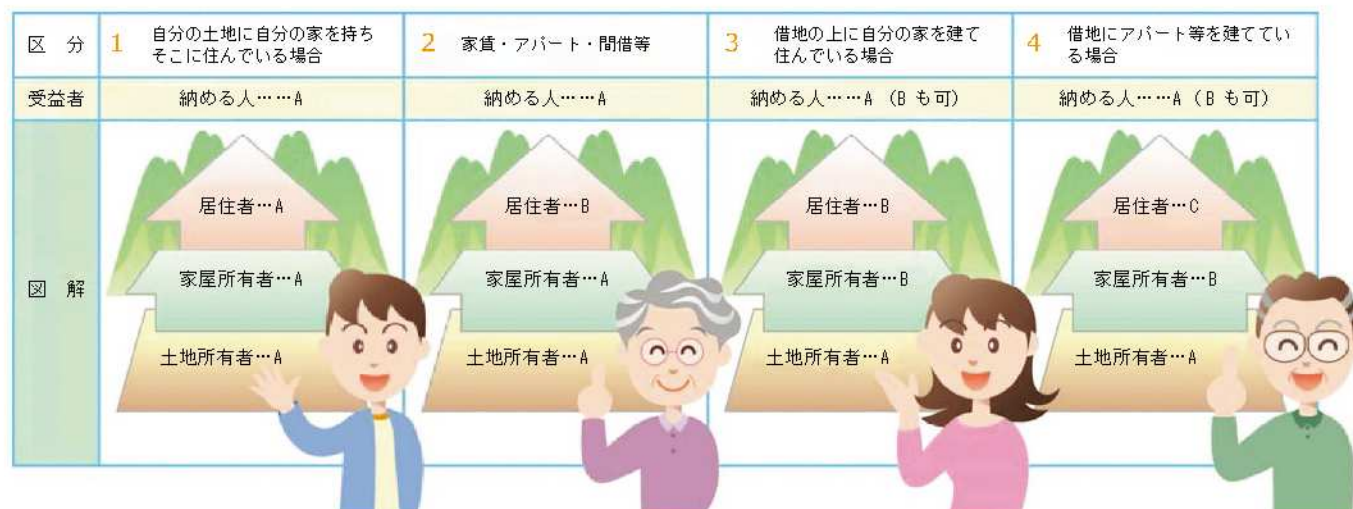 区　分
1 自分の土地に自分の家を持ち
そこに住んでいる場合
2 家賃・アパート・間借等
3 借地の上に自分の家を建て
住んでいる場合
4 借地にアパート等を建ててい
る場合
受益者
納める人……A
納める人……A
納める人……A （B も可）
納める人……A （B も可）
図　解
居住者…A
家屋所有者…A
土地所有者…A
居住者…B
家屋所有者…A
土地所有者…A
居住者…B
家屋所有者…B
土地所有者…A
居住者…C
家屋所有者…B
土地所有者…A